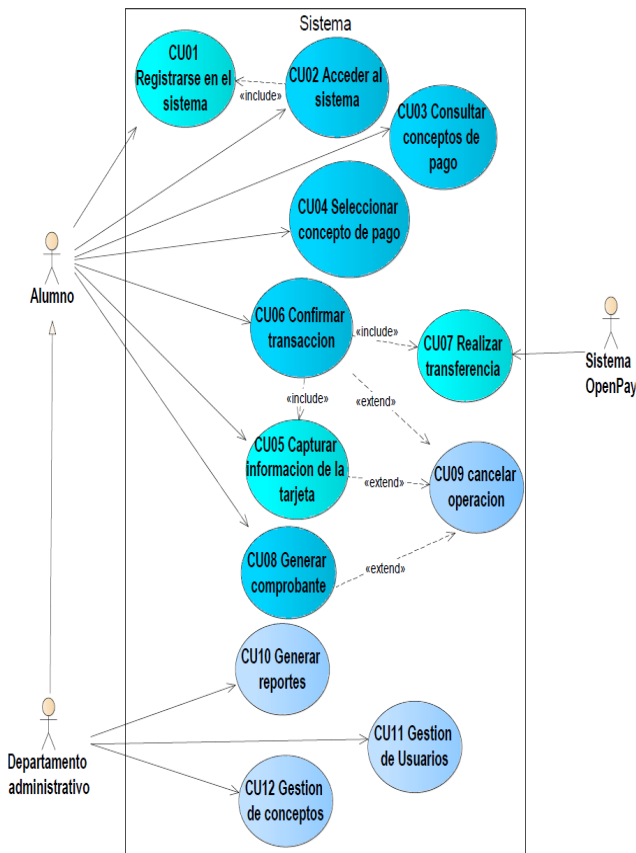 Sistema
CU01
Registrarse en el
sistema
«include»
CU02 Acceder al
sistema
CU03 Consultar
conceptos de
pago
CU04 Seleccionar
concepto de pago
Alumno
CU06 Confirmar
transaccion
«include»
CU07 Realizar
transferencia
Sistema
OpenPay
«include»
«extend»
CU05 Capturar
informacion de la
tarjeta
«extend»
CU09 cancelar
operacion
CU08 Generar
comprobante
«extend»
CU10 Generar
reportes
Departamento
administrativo
CU11 Gestion
de Usuarios
CU12 Gestion
de conceptos